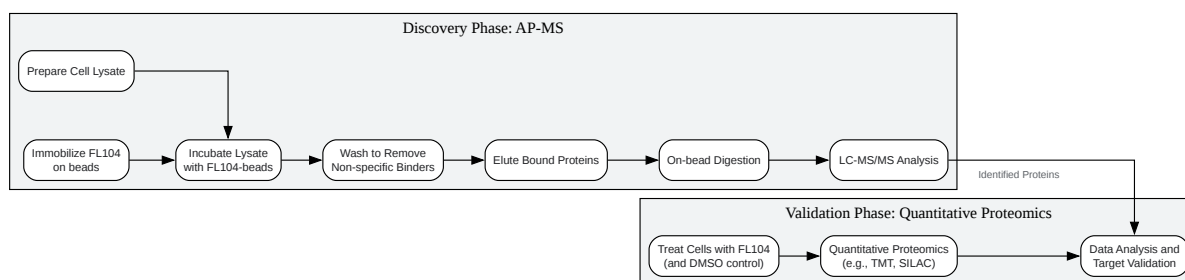 Discovery Phase: AP-MS
Prepare Cell Lysate
Immobilize FL104
on beads
Incubate Lysate
with FL104-beads
Wash to Remove
Non-specific Binders
Elute Bound Proteins
On-bead Digestion
LC-MS/MS Analysis
Identified Proteins
Validation Phase: Quantitative Proteomics
Treat Cells with FL104
(and DMSO control)
Quantitative Proteomics
(e.g., TMT, SILAC)
Data Analysis and
Target Validation